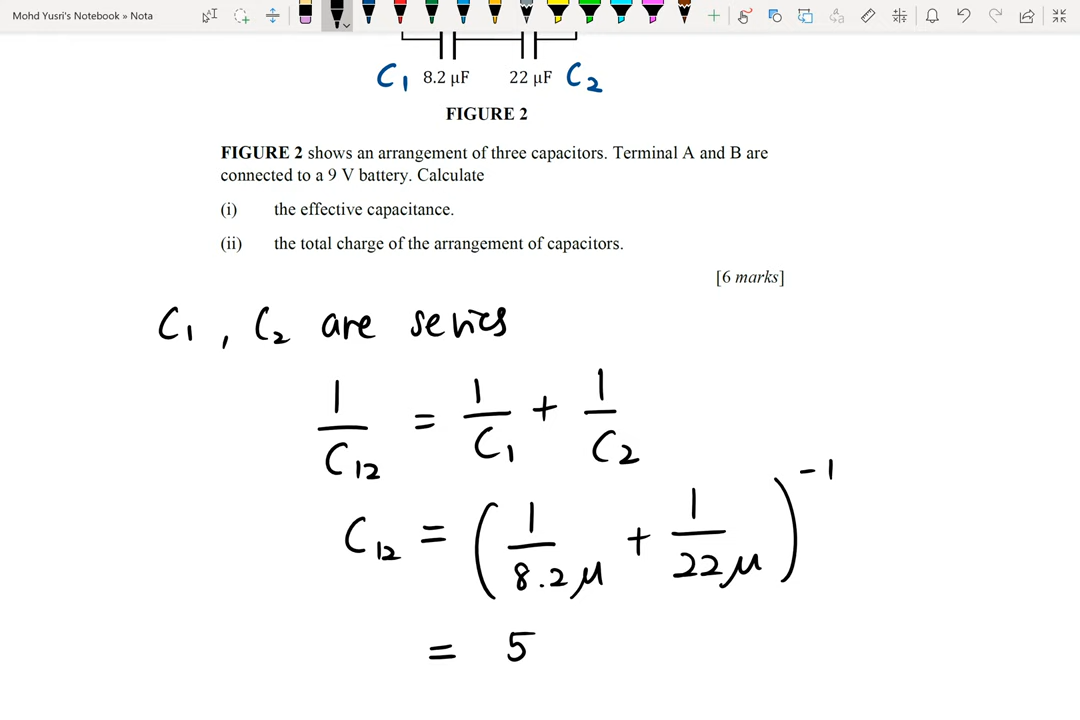 Mohd Yusri's Notebook » Nota
C1 8.2 μF 22 μF C2
FIGURE 2
FIGURE 2 shows an arrangement of three capacitors. Terminal A and B are
connected to a 9 V battery. Calculate
(i) the effective capacitance.
(ii) the total charge of the arrangement of capacitors.
[6 marks]
C1 , C2 are series
1/C12 = 1/C1 + 1/C2
C12 = (1/8.2μ + 1/22μ)^-1
= 5